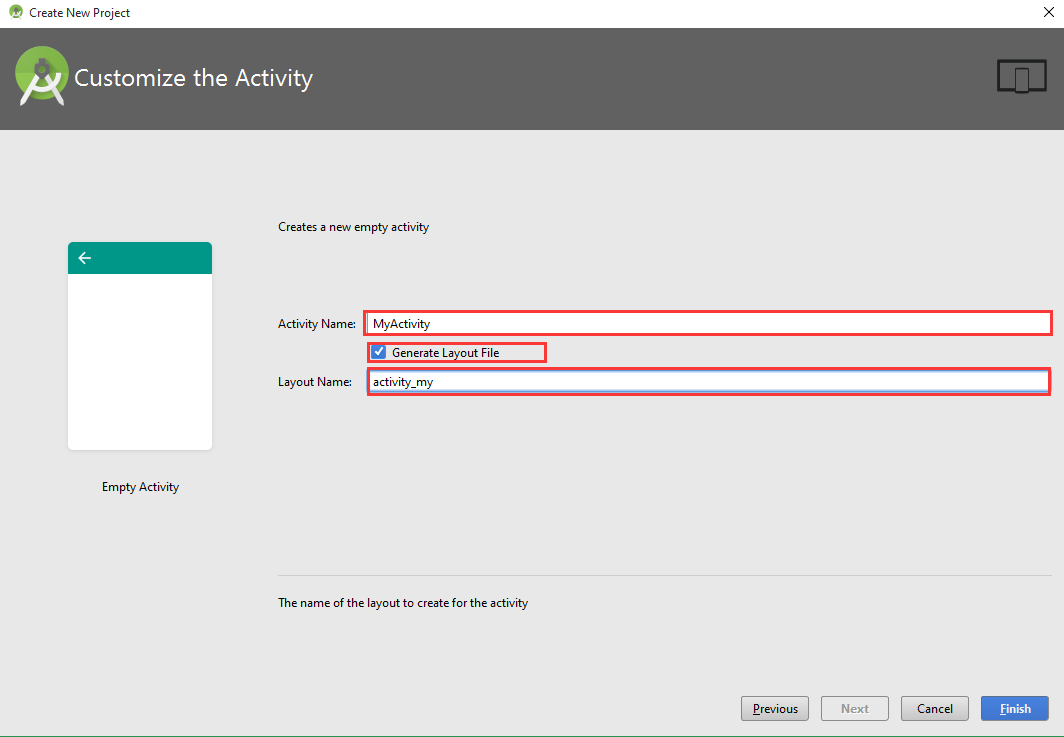 Create New Project
Customize the Activity
Creates a new empty activity
Activity Name: MyActivity
Generate Layout File
Layout Name: activity_my
Empty Activity
The name of the layout to create for the activity
Previous Next Cancel Finish